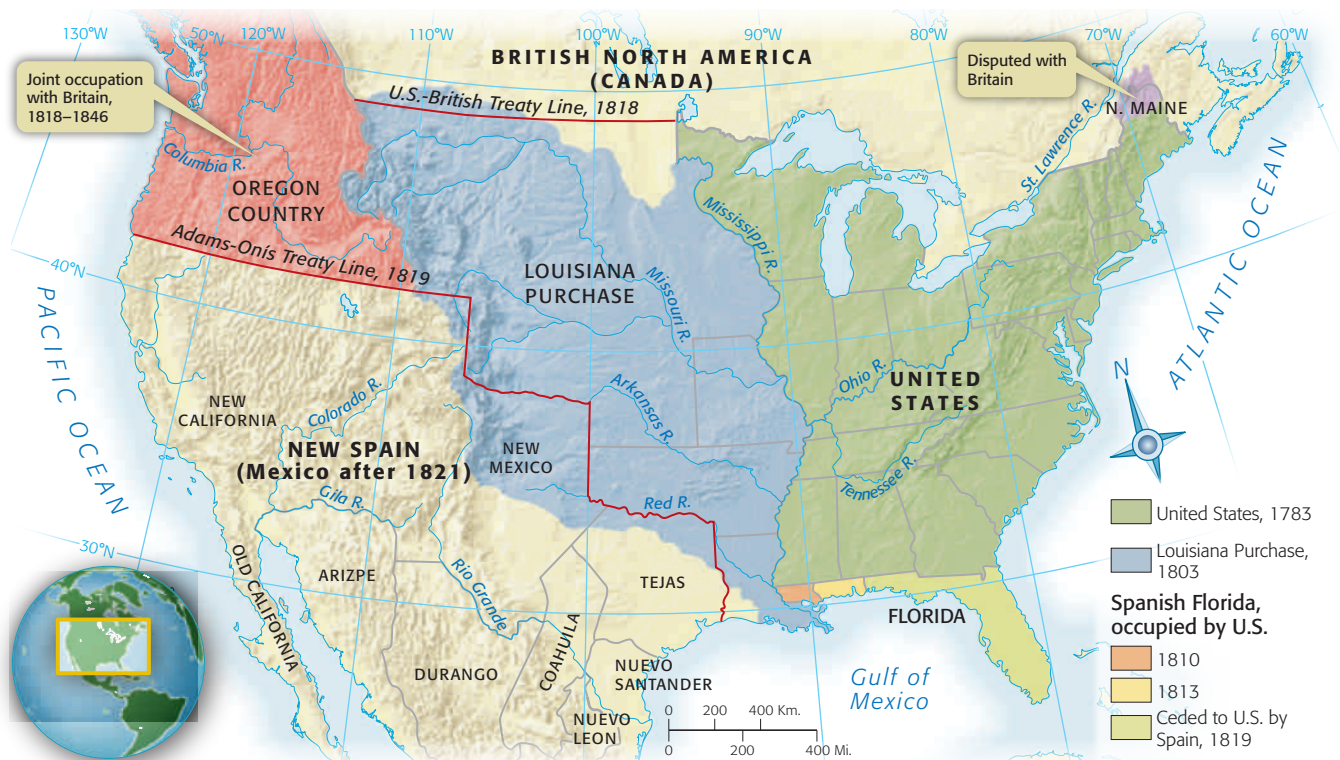 130°W
50°N
120°W
110°W
100°W
90°W
80°W
70°W
60°W
BRITISH NORTH AMERICA
(CANADA)
Joint occupation
with Britain,
1818–1846
Disputed with
Britain
U.S.-British Treaty Line, 1818
N. MAINE
St. Lawrence R.
Columbia R.
OREGON
COUNTRY
Mississippi R.
Adams-Onís Treaty Line, 1819
40°N
LOUISIANA
PURCHASE
Missouri R.
PACIFIC OCEAN
ATLANTIC OCEAN
N
Ohio R.
UNITED
STATES
Arkansas R.
NEW
CALIFORNIA
Colorado R.
NEW SPAIN
(Mexico after 1821)
NEW
MEXICO
Tennessee R.
Gila R.
Red R.
30°N
OLD CALIFORNIA
ARIZPE
Rio Grande
TEJAS
FLORIDA
DURANGO
COAHUILA
NUEVO
SANTANDER
NUEVO
LEON
Gulf of
Mexico
0 200 400 Km.
0 200 400 Mi.
United States, 1783
Louisiana Purchase,
1803
Spanish Florida,
occupied by U.S.
1810
1813
Ceded to U.S. by
Spain, 1819